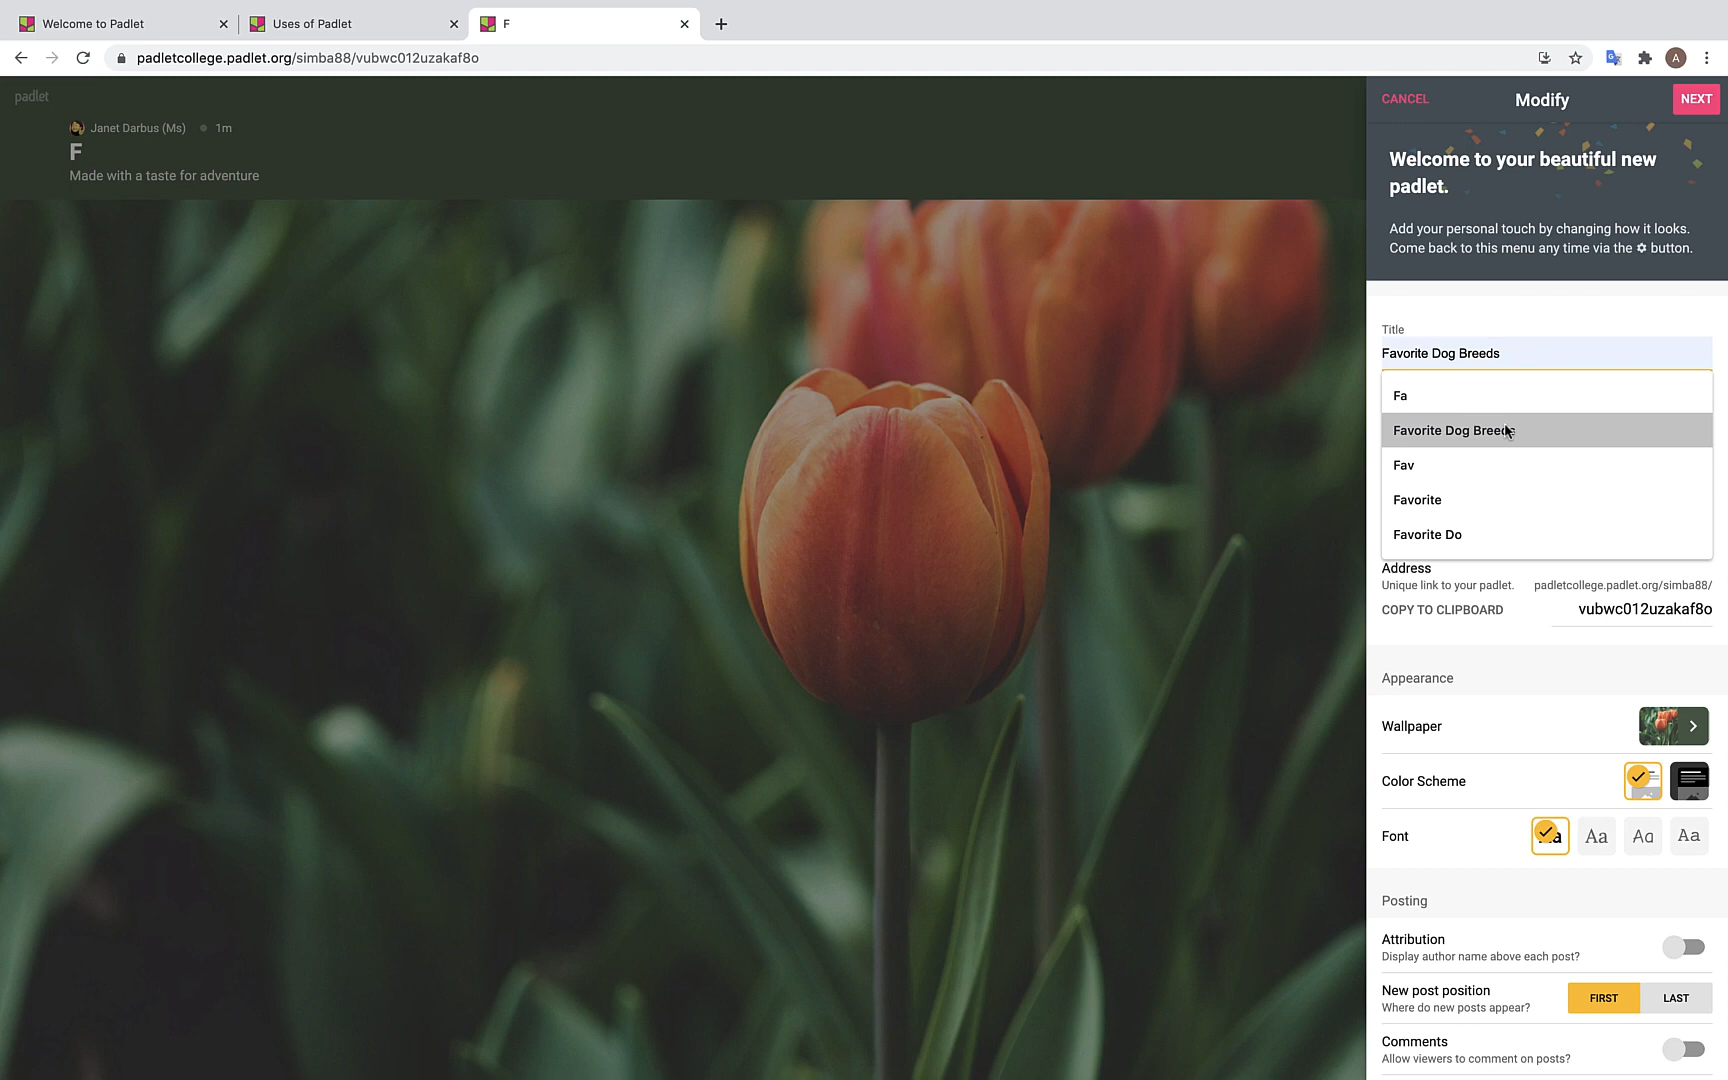 Welcome to Padlet
Uses of Padlet
F
padletcollege.padlet.org/simba88/vubwc012uzakaf8o
A
padlet
Janet Darbus (Ms) 1m
F
Made with a taste for adventure
CANCEL
Modify
NEXT
Welcome to your beautiful new
padlet.
Add your personal touch by changing how it looks.
Come back to this menu any time via the button.
Title
Favorite Dog Breeds
Fa
Favorite Dog Breeds
Fav
Favorite
Favorite Do
Address
Unique link to your padlet. padletcollege.padlet.org/simba88/
COPY TO CLIPBOARD vubwc012uzakaf8o
Appearance
Wallpaper
Color Scheme
Font Aa Aa Aa Aa
Posting
Attribution
Display author name above each post?
New post position
Where do new posts appear?
FIRST LAST
Comments
Allow viewers to comment on posts?